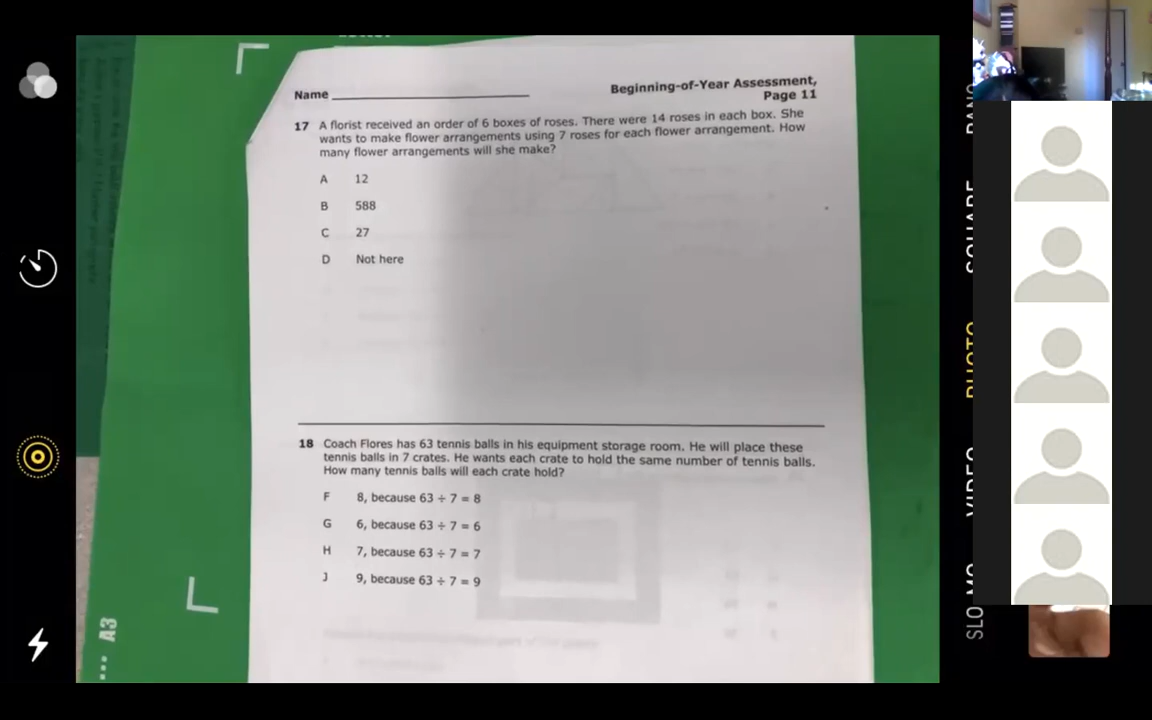 Name
Beginning-of-Year Assessment,
Page 11
17 A florist received an order of 6 boxes of roses. There were 14 roses in each box. She
wants to make flower arrangements using 7 roses for each flower arrangement. How
many flower arrangements will she make?
A 12
B 588
C 27
D Not here
18 Coach Flores has 63 tennis balls in his equipment storage room. He will place these
tennis balls in 7 crates. He wants each crate to hold the same number of tennis balls.
How many tennis balls will each crate hold?
F 8, because 63 ÷ 7 = 8
G 6, because 63 ÷ 7 = 6
H 7, because 63 ÷ 7 = 7
J 9, because 63 ÷ 7 = 9
A3
SQUARE
PHOTO
VIDEO
SLO-MO